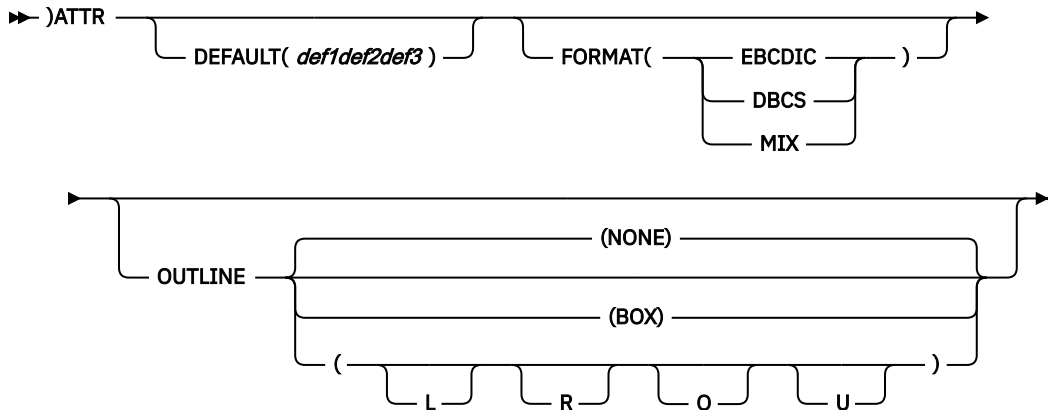 )ATTR
DEFAULT( def1def2def3 )
FORMAT( EBCDIC )
DBCS
MIX
(NONE)
OUTLINE
(BOX)
( )
L R O U